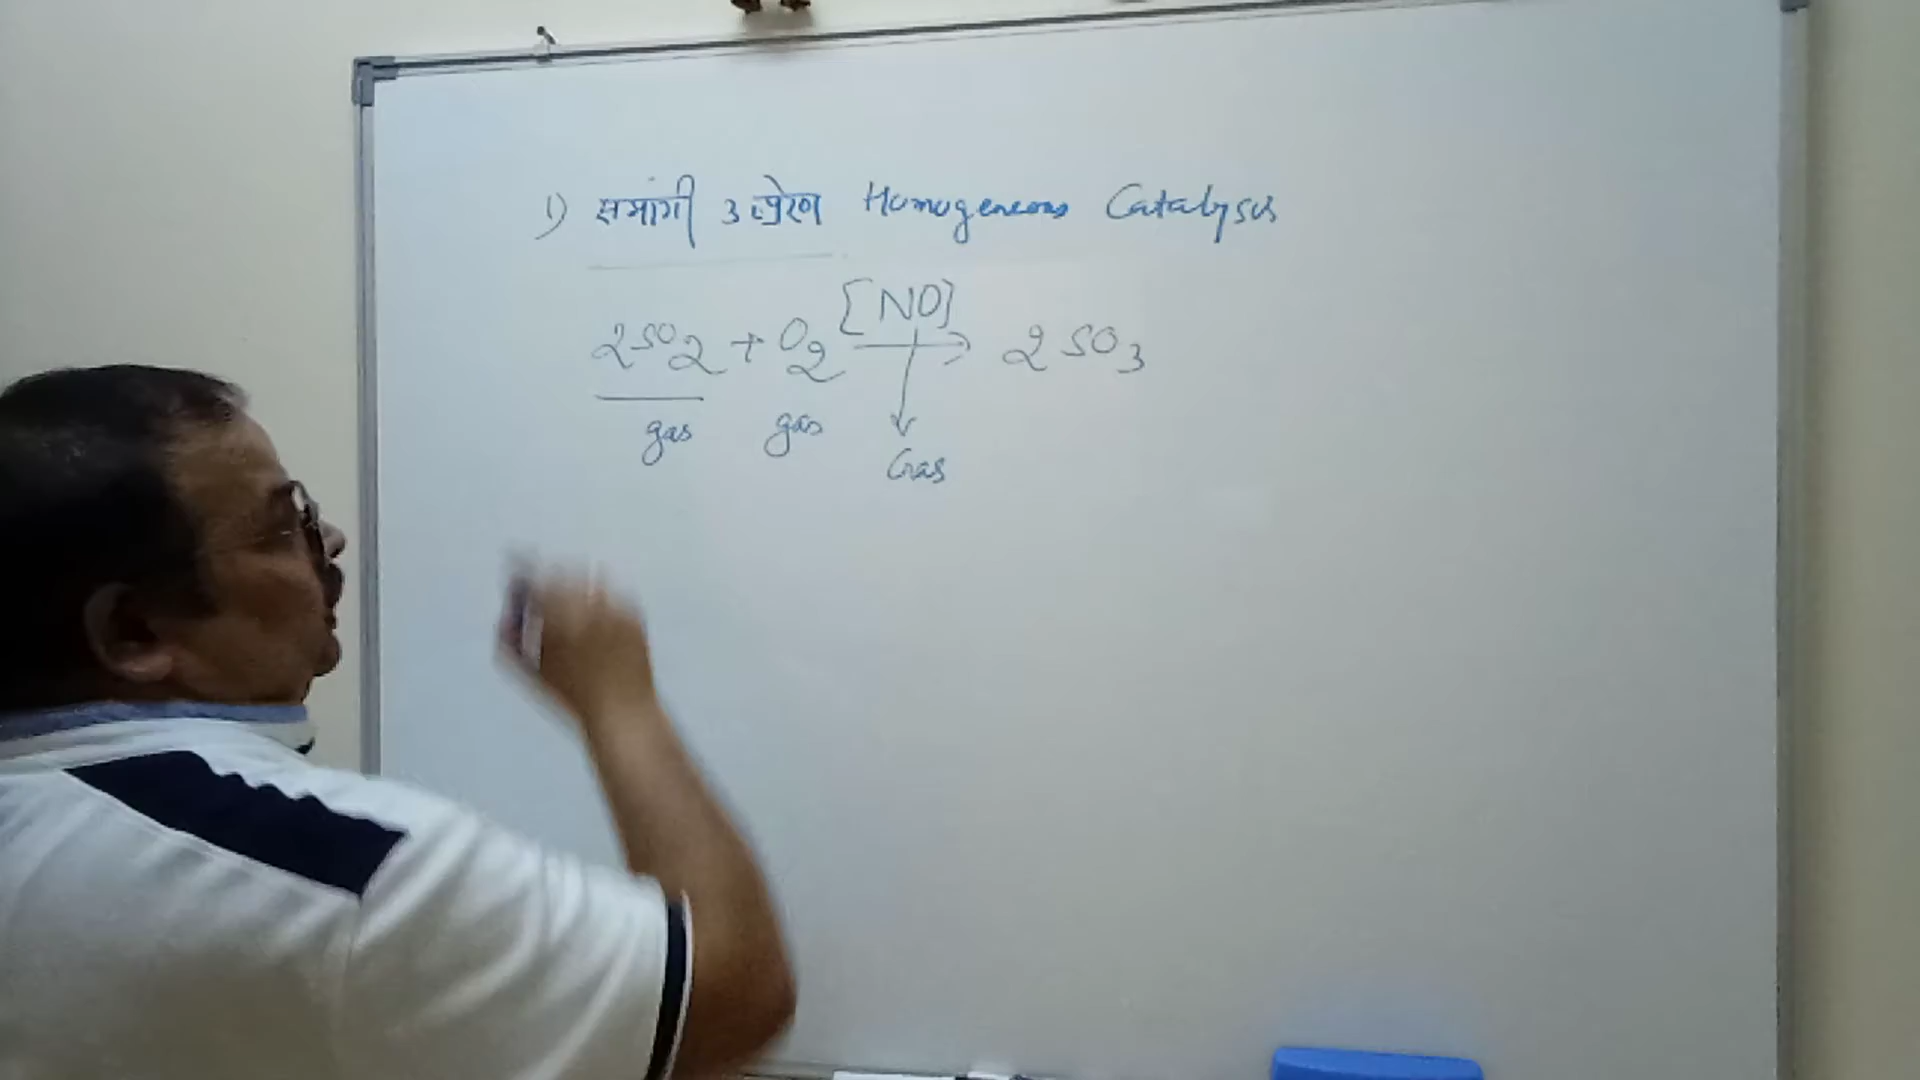 1) समांगी उत्प्रेरण Homogeneous Catalysis
[NO]
2SO2 + O2 → 2SO3
gas gas Gas